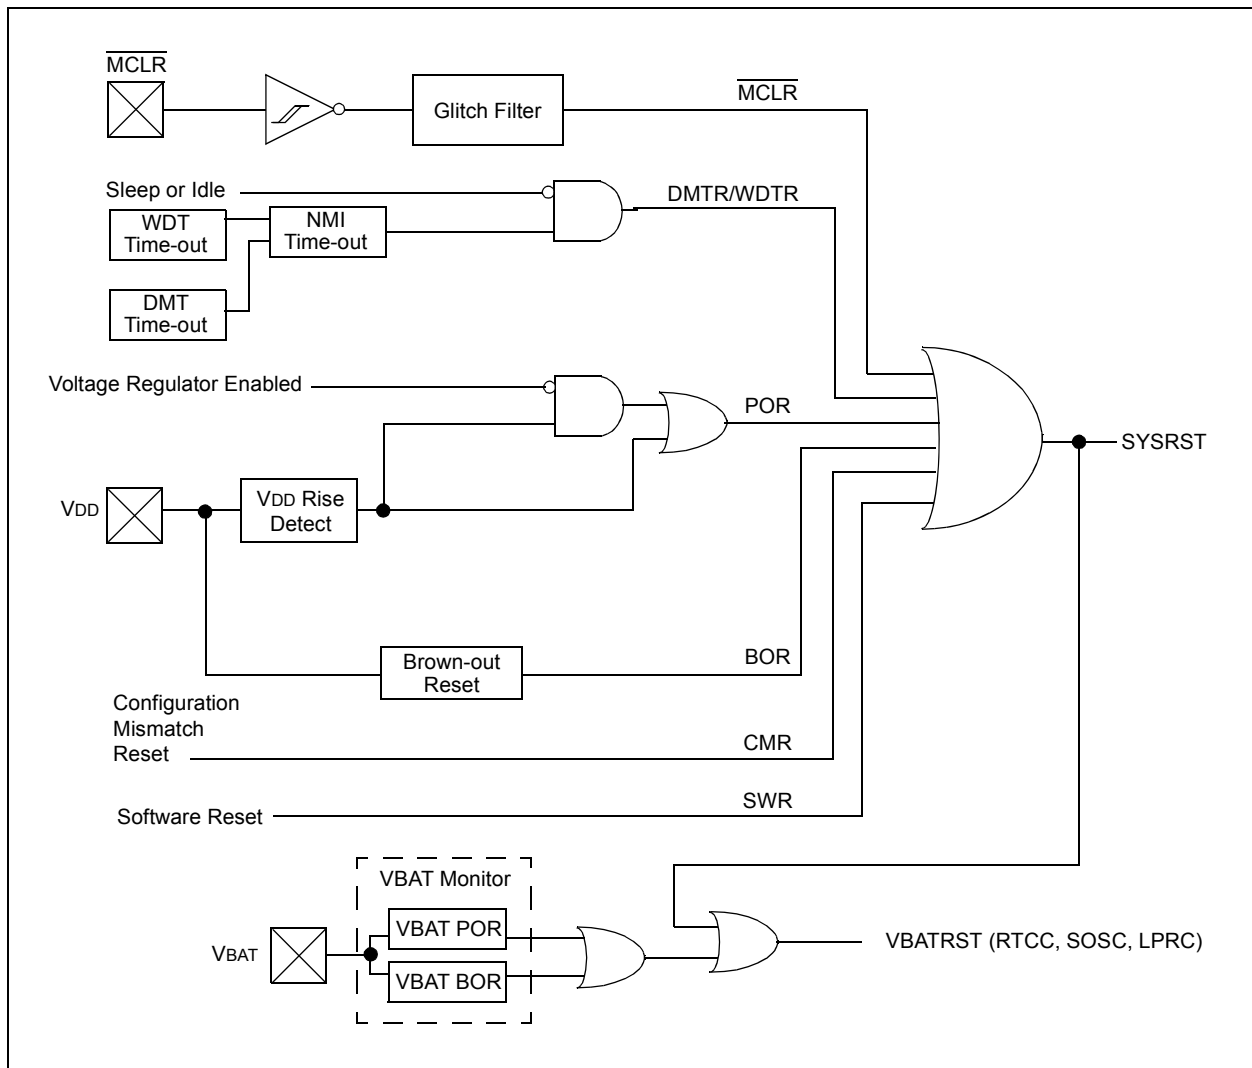 MCLR
Glitch Filter
MCLR
Sleep or Idle
DMTR/WDTR
WDT
Time-out
NMI
Time-out
DMT
Time-out
Voltage Regulator Enabled
POR
SYSRST
VDD
VDD Rise
Detect
Brown-out
Reset
BOR
Configuration
Mismatch
Reset
CMR
Software Reset
SWR
VBAT Monitor
VBAT POR
VBAT
VBAT BOR
VBATRST (RTCC, SOSC, LPRC)